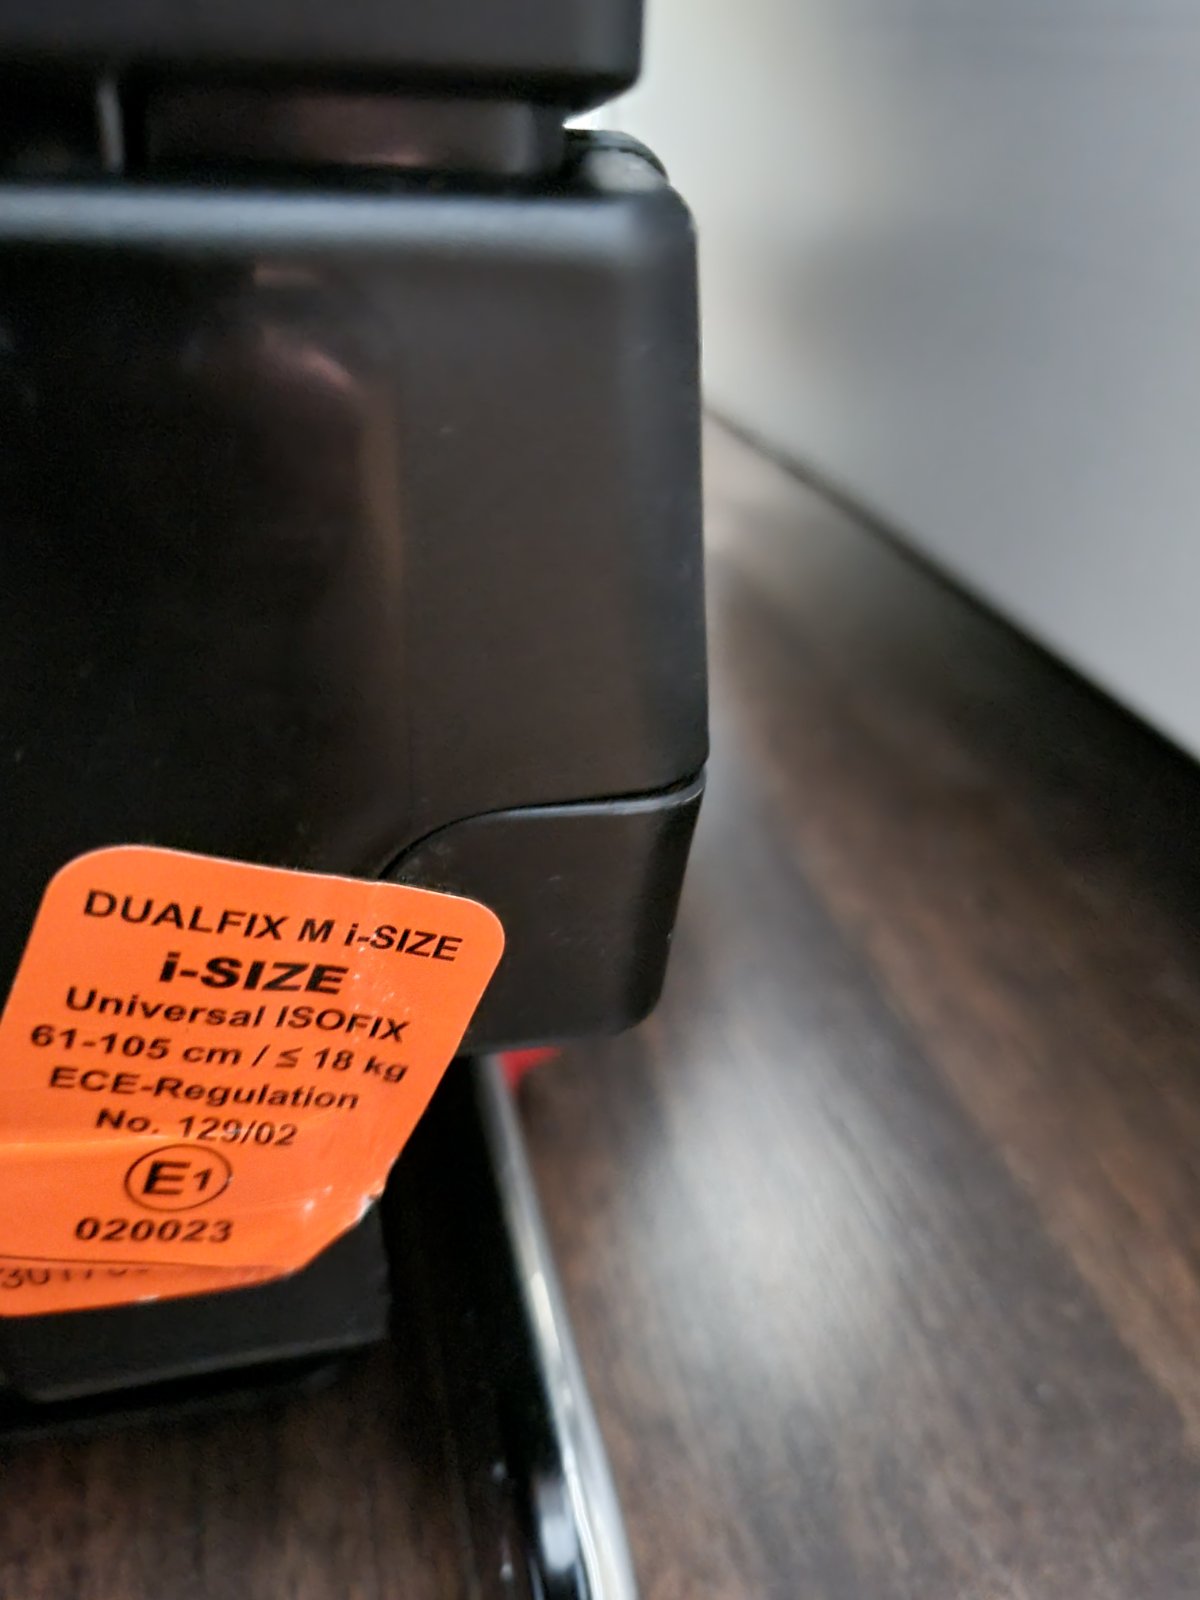 DUALFIX M i-SIZE
i-SIZE
Universal ISOFIX
61-105 cm / ≤ 18 kg
ECE-Regulation
No. 129/02
E1
020023